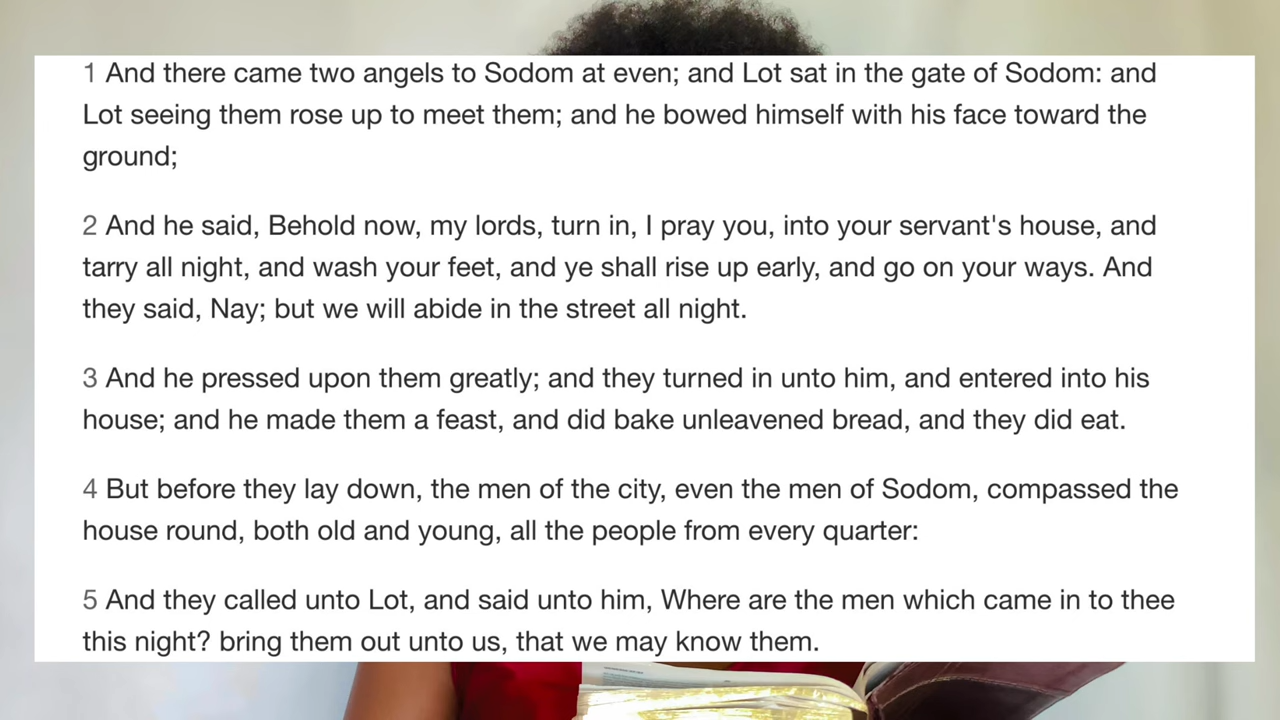 1 And there came two angels to Sodom at even; and Lot sat in the gate of Sodom: and
Lot seeing them rose up to meet them; and he bowed himself with his face toward the
ground;
2 And he said, Behold now, my lords, turn in, I pray you, into your servant's house, and
tarry all night, and wash your feet, and ye shall rise up early, and go on your ways. And
they said, Nay; but we will abide in the street all night.
3 And he pressed upon them greatly; and they turned in unto him, and entered into his
house; and he made them a feast, and did bake unleavened bread, and they did eat.
4 But before they lay down, the men of the city, even the men of Sodom, compassed the
house round, both old and young, all the people from every quarter:
5 And they called unto Lot, and said unto him, Where are the men which came in to thee
this night? bring them out unto us, that we may know them.